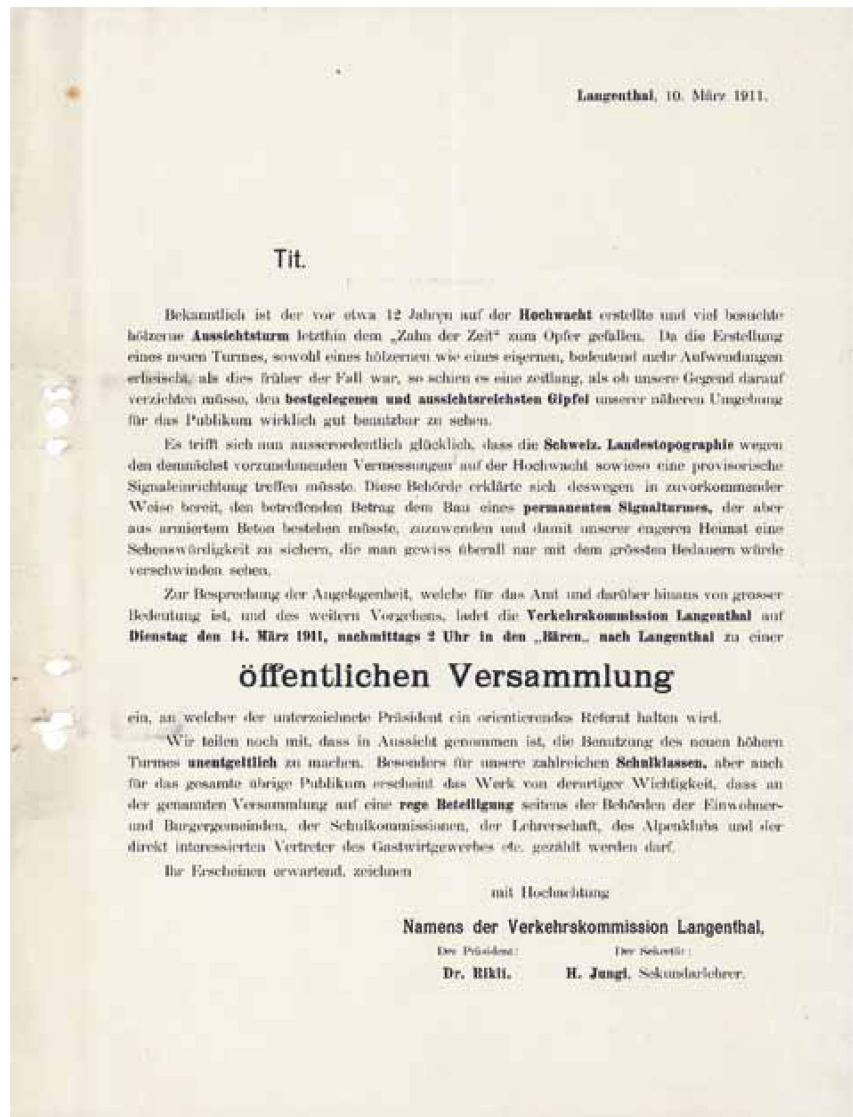 Langenthal, 10. März 1911.
Tit.
Bekanntlich ist der vor etwa 12 Jahren auf der Hochwacht erstellte und viel besuchte
hölzerne Aussichtsturm letzthin dem „Zahn der Zeit“ zum Opfer gefallen. Da die Erstellung
eines neuen Turmes, sowohl eines hölzernen wie eines eisernen, bedeutend mehr Aufwendungen
erheischt, als dies früher der Fall war, so schien es eine zeitlang, als ob unsere Gegend darauf
verzichten müsse, den bestgelegenen und aussichtsreichsten Gipfel unserer näheren Umgebung
für das Publikum wirklich gut benutzbar zu sehen.
Es trifft sich nun ausserordentlich glücklich, dass die Schweiz. Landestopographie wegen
den demnächst vorzunehmenden Vermessungen auf der Hochwacht sowieso eine provisorische
Signaleinrichtung treffen müsste. Diese Behörde erklärte sich deswegen in zuvorkommender
Weise bereit, den betreffenden Betrag dem Bau eines permanenten Signalturmes, der aber
aus armiertem Beton bestehen müsste, zuzuwenden und damit unserer engeren Heimat eine
Sehenswürdigkeit zu sichern, die man gewiss überall nur mit dem grössten Bedauern würde
verschwinden sehen.
Zur Besprechung der Angelegenheit, welche für das Amt und darüber hinaus von grosser
Bedeutung ist, und des weitern Vorgehens, ladet die Verkehrskommission Langenthal auf
Dienstag den 14. März 1911, nachmittags 2 Uhr in den „Bären„ nach Langenthal zu einer
öffentlichen Versammlung
ein, an welcher der unterzeichnete Präsident ein orientierendes Referat halten wird.
Wir teilen noch mit, dass in Aussicht genommen ist, die Benutzung des neuen höhern
Turmes unentgeltlich zu machen. Besonders für unsere zahlreichen Schulklassen, aber auch
für das gesamte übrige Publikum erscheint das Werk von derartiger Wichtigkeit, dass an
der genannten Versammlung auf eine rege Beteiligung seitens der Behörden der Einwohner-
und Burgergemeinden, der Schulkommissionen, der Lehrerschaft, des Alpenklubs und der
direkt interessierten Vertreter des Gastwirtgewerbes etc. gezählt werden darf.
Ihr Erscheinen erwartend, zeichnen
mit Hochachtung
Namens der Verkehrskommission Langenthal,
Der Präsident: Der Sekretär:
Dr. Rikli. H. Jungi, Sekundarlehrer.